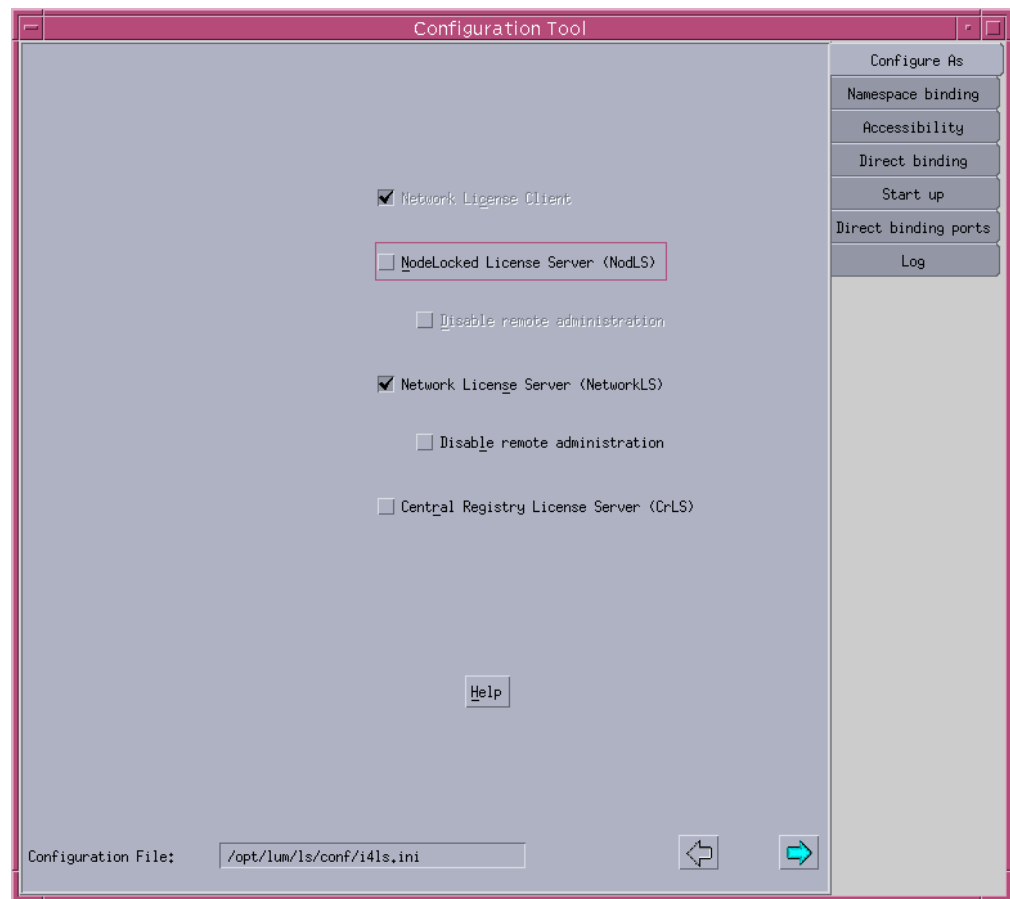 Configuration Tool
Configure As
Namespace binding
Accessibility
Direct binding
Start up
Direct binding ports
Log
Network License Client
NodeLocked License Server (NodLS)
Disable remote administration
Network License Server (NetworkLS)
Disable remote administration
Central Registry License Server (CrLS)
Help
Configuration File: /opt/lum/ls/conf/i4ls.ini